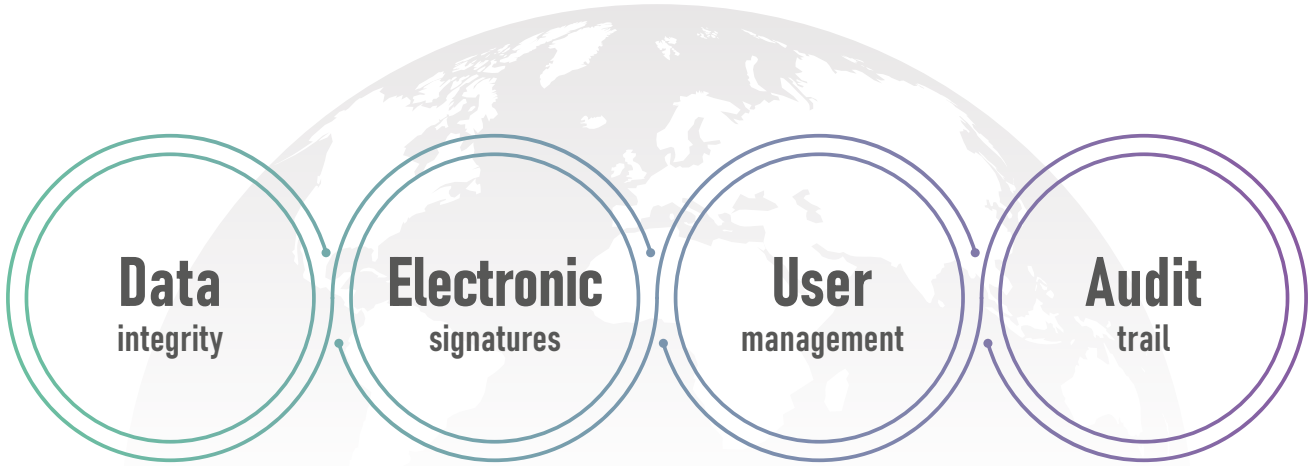 Data
integrity
Electronic
signatures
User
management
Audit
trail